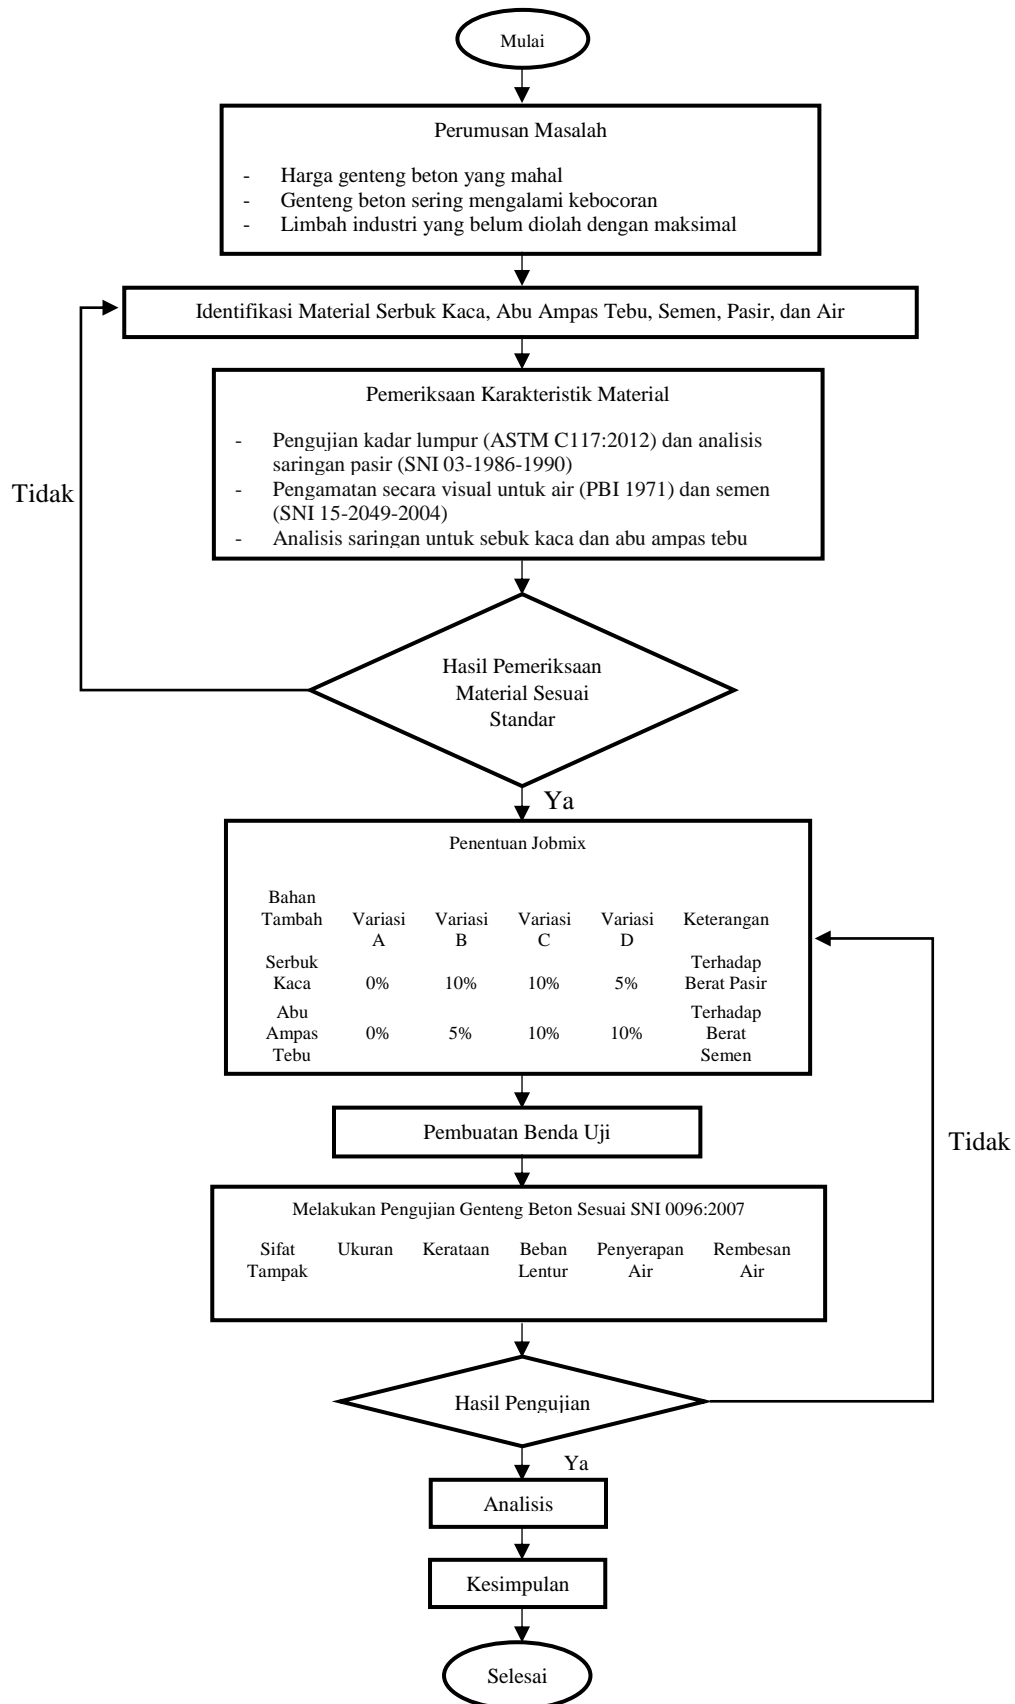 Mulai
Perumusan Masalah
- Harga genteng beton yang mahal
- Genteng beton sering mengalami kebocoran
- Limbah industri yang belum diolah dengan maksimal
Identifikasi Material Serbuk Kaca, Abu Ampas Tebu, Semen, Pasir, dan Air
Pemeriksaan Karakteristik Material
- Pengujian kadar lumpur (ASTM C117:2012) dan analisis
saringan pasir (SNI 03-1986-1990)
- Pengamatan secara visual untuk air (PBI 1971) dan semen
(SNI 15-2049-2004)
- Analisis saringan untuk sebuk kaca dan abu ampas tebu
Tidak
Hasil Pemeriksaan
Material Sesuai
Standar
Ya
Penentuan Jobmix
Bahan
Tambah Variasi Variasi Variasi Variasi Keterangan
A B C D
Serbuk Terhadap
Kaca 0% 10% 10% 5% Berat Pasir
Abu Terhadap
Ampas 0% 5% 10% 10% Berat
Tebu Semen
Pembuatan Benda Uji
Tidak
Melakukan Pengujian Genteng Beton Sesuai SNI 0096:2007
Sifat Ukuran Kerataan Beban Penyerapan Rembesan
Tampak Lentur Air Air
Hasil Pengujian
Ya
Analisis
Kesimpulan
Selesai